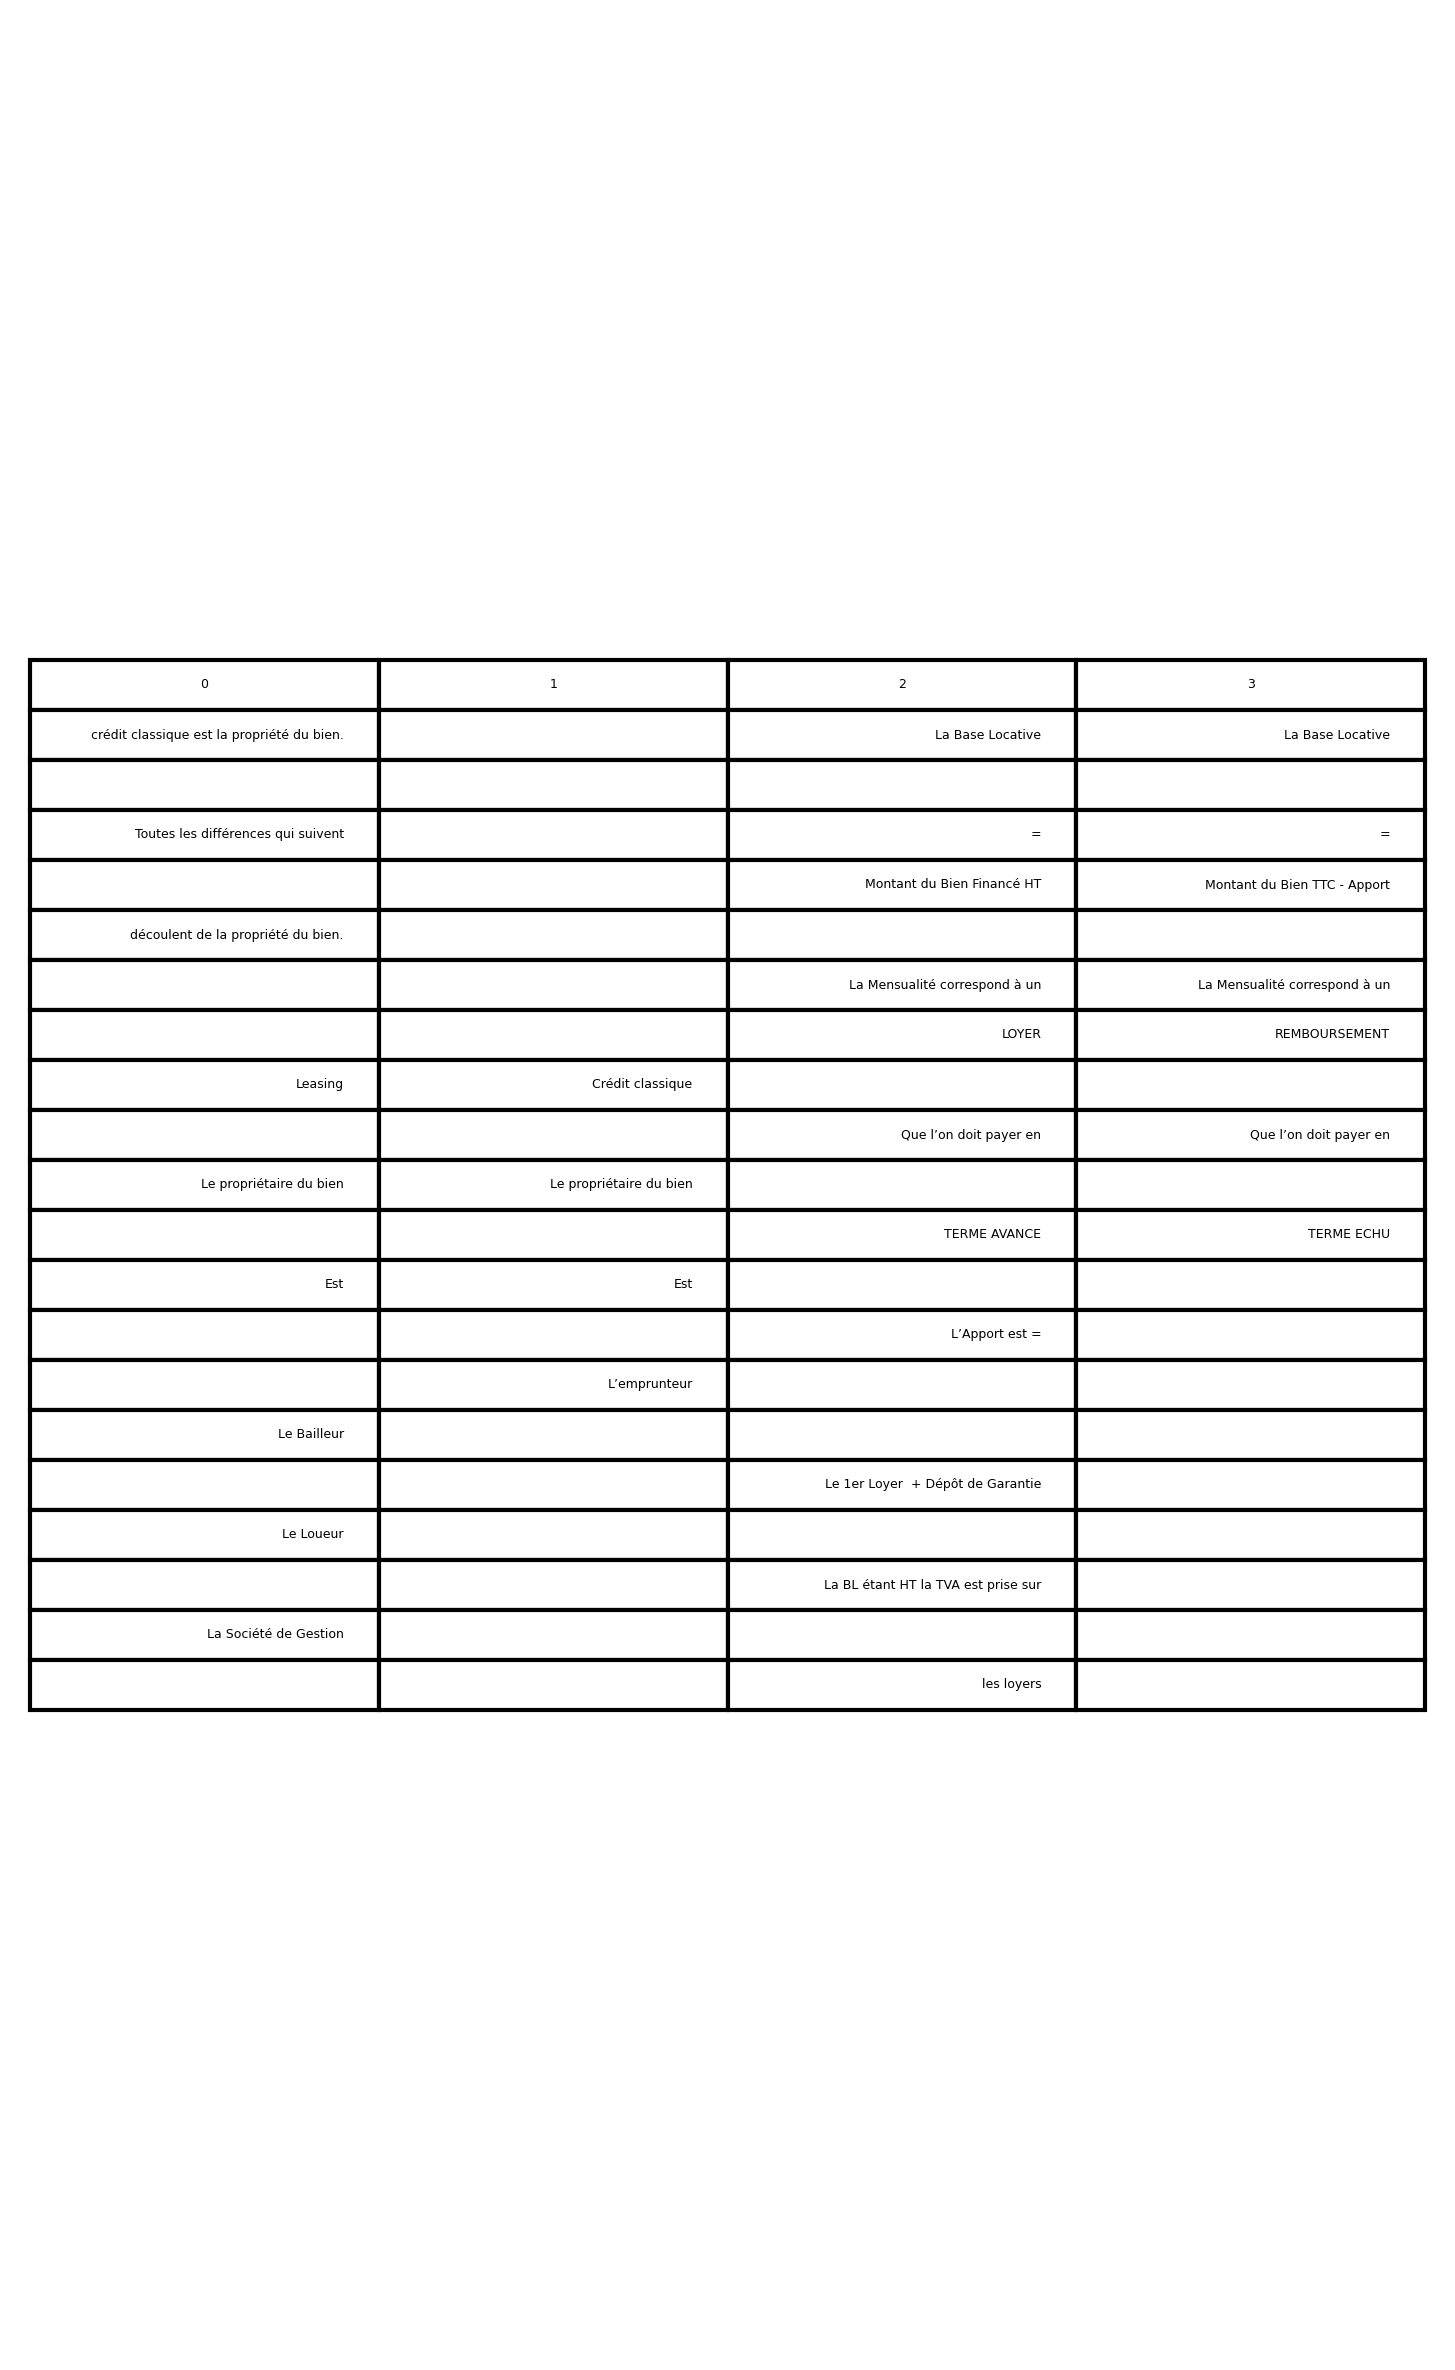 0 1 2 3
crédit classique est la propriété du bien. La Base Locative La Base Locative
Toutes les différences qui suivent = =
Montant du Bien Financé HT Montant du Bien TTC - Apport
découlent de la propriété du bien.
La Mensualité correspond à un La Mensualité correspond à un
LOYER REMBOURSEMENT
Leasing Crédit classique
Que l’on doit payer en Que l’on doit payer en
Le propriétaire du bien Le propriétaire du bien
TERME AVANCE TERME ECHU
Est Est
L’Apport est =
L’emprunteur
Le Bailleur
Le 1er Loyer  + Dépôt de Garantie
Le Loueur
La BL étant HT la TVA est prise sur
La Société de Gestion
les loyers